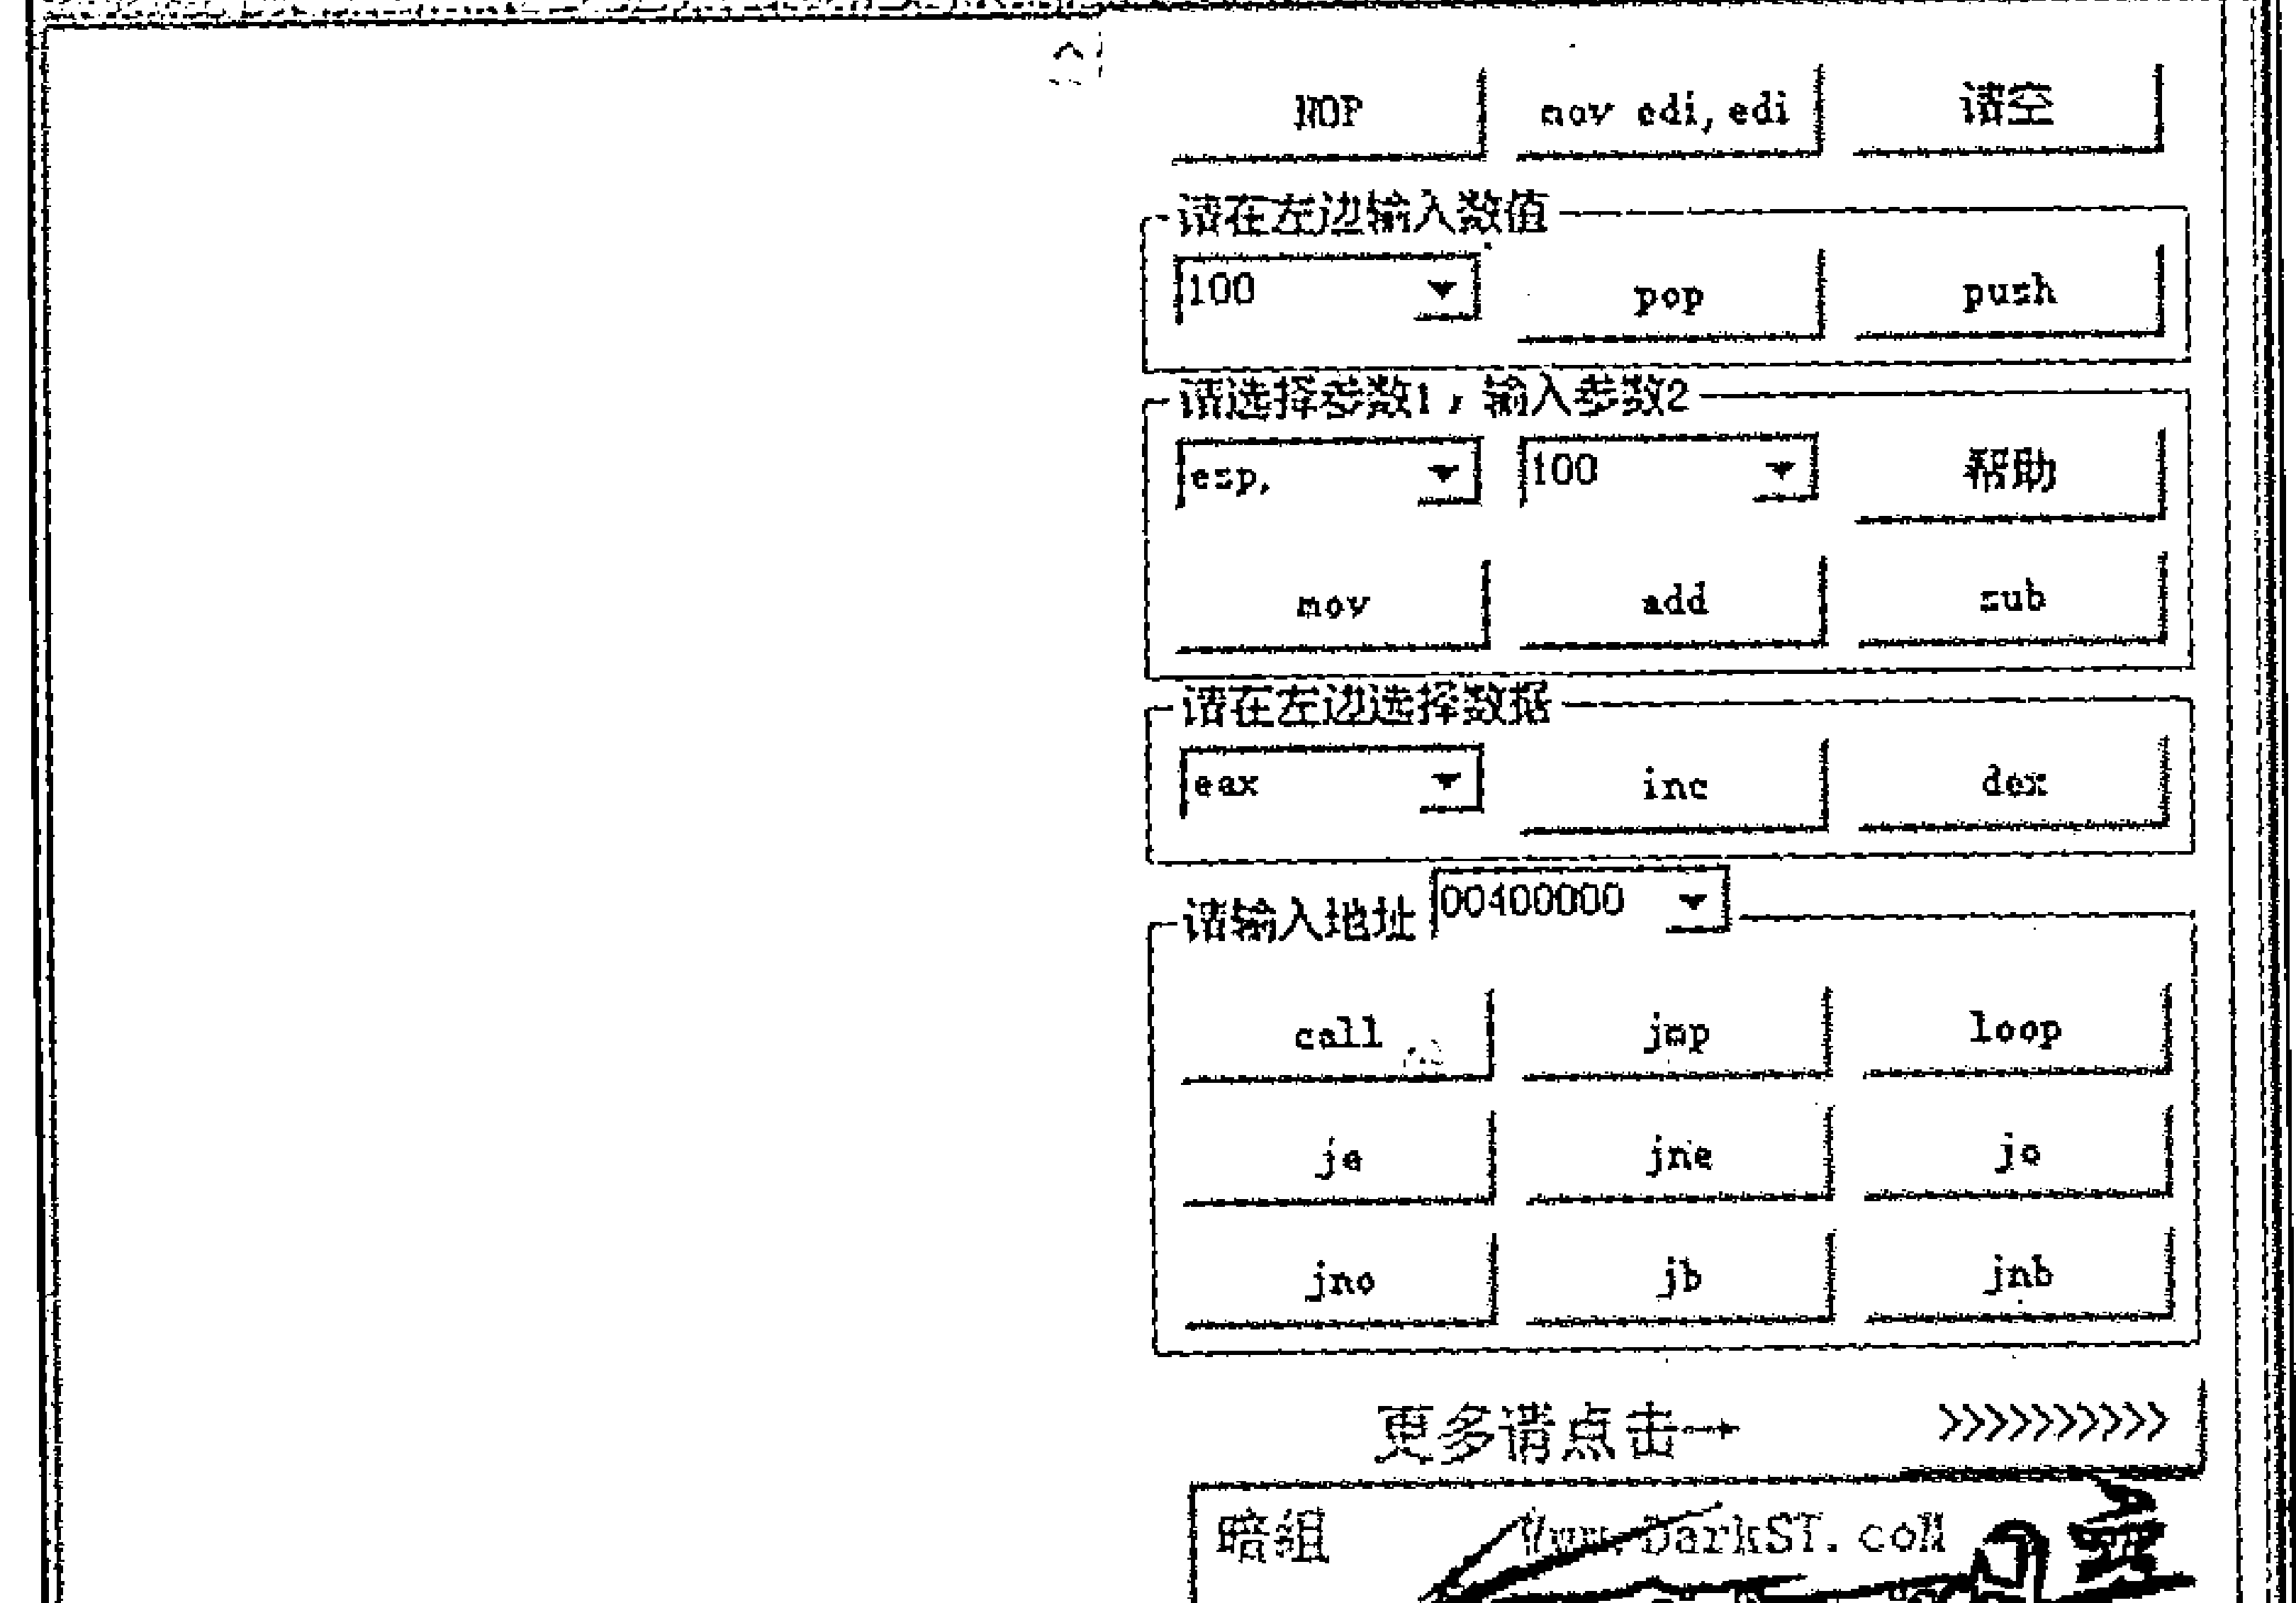 NOP mov edi,edi 清空
请在左边输入数值
100 pop push
请选择参数1，输入参数2
esp, 100 帮助
mov add sub
请在左边选择数据
eax inc dex
请输入地址 00400000
call jmp loop
je jne jo
jno jb jnb
更多请点击→ >>>>>>>>>>
暗组 Www.DarkST.coM